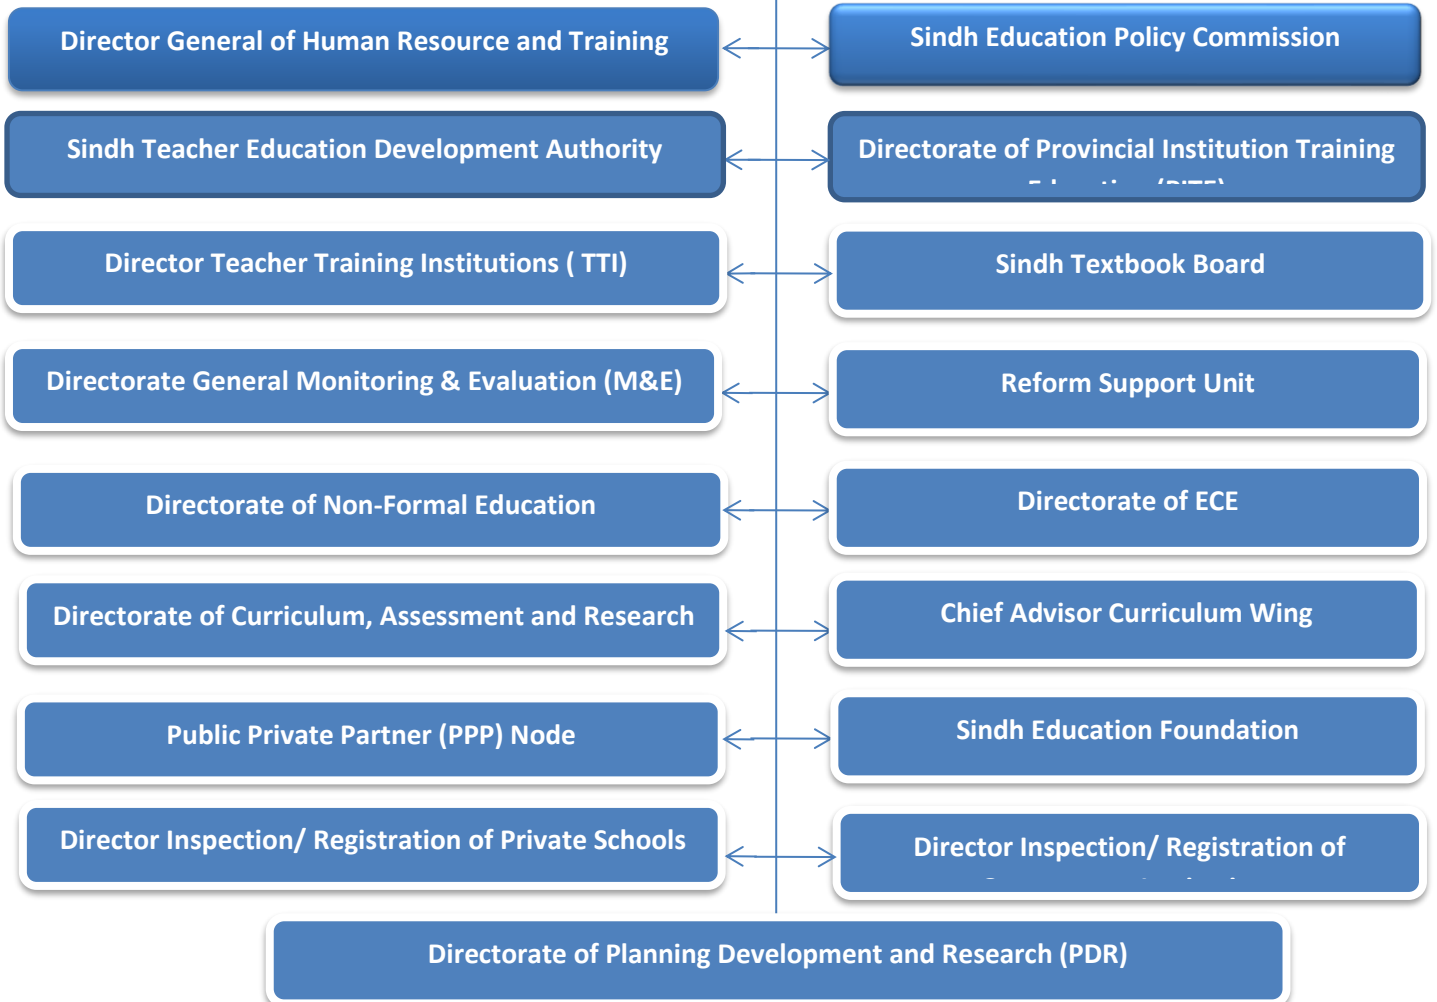 Director General of Human Resource and Training
Sindh Education Policy Commission
Sindh Teacher Education Development Authority
Directorate of Provincial Institution Training
Director Teacher Training Institutions ( TTI)
Sindh Textbook Board
Directorate General Monitoring & Evaluation (M&E)
Reform Support Unit
Directorate of Non-Formal Education
Directorate of ECE
Directorate of Curriculum, Assessment and Research
Chief Advisor Curriculum Wing
Public Private Partner (PPP) Node
Sindh Education Foundation
Director Inspection/ Registration of Private Schools
Director Inspection/ Registration of
Directorate of Planning Development and Research (PDR)